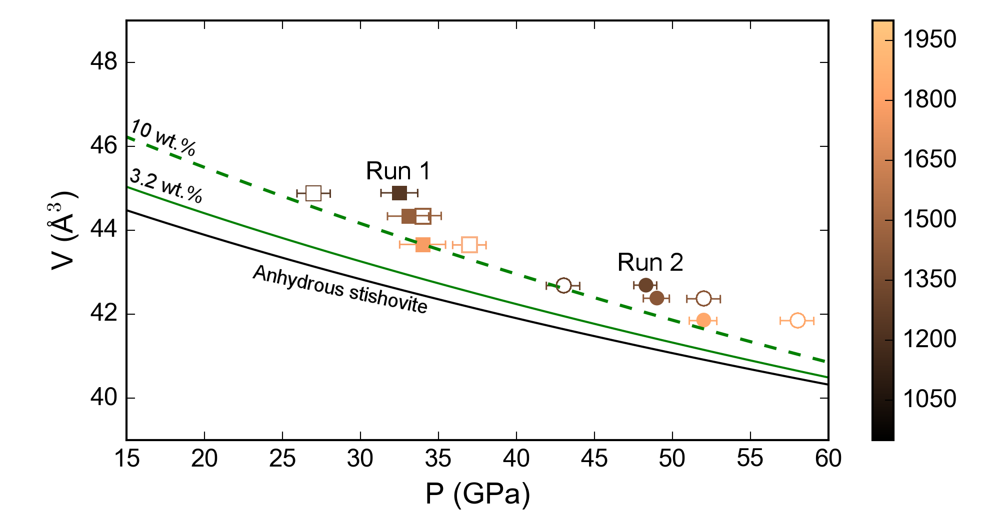 48
46
44
42
40
V (Å³)
10 wt.%
3.2 wt.%
Anhydrous stishovite
Run 1
Run 2
15 20 25 30 35 40 45 50 55 60
P (GPa)
1950
1800
1650
1500
1350
1200
1050